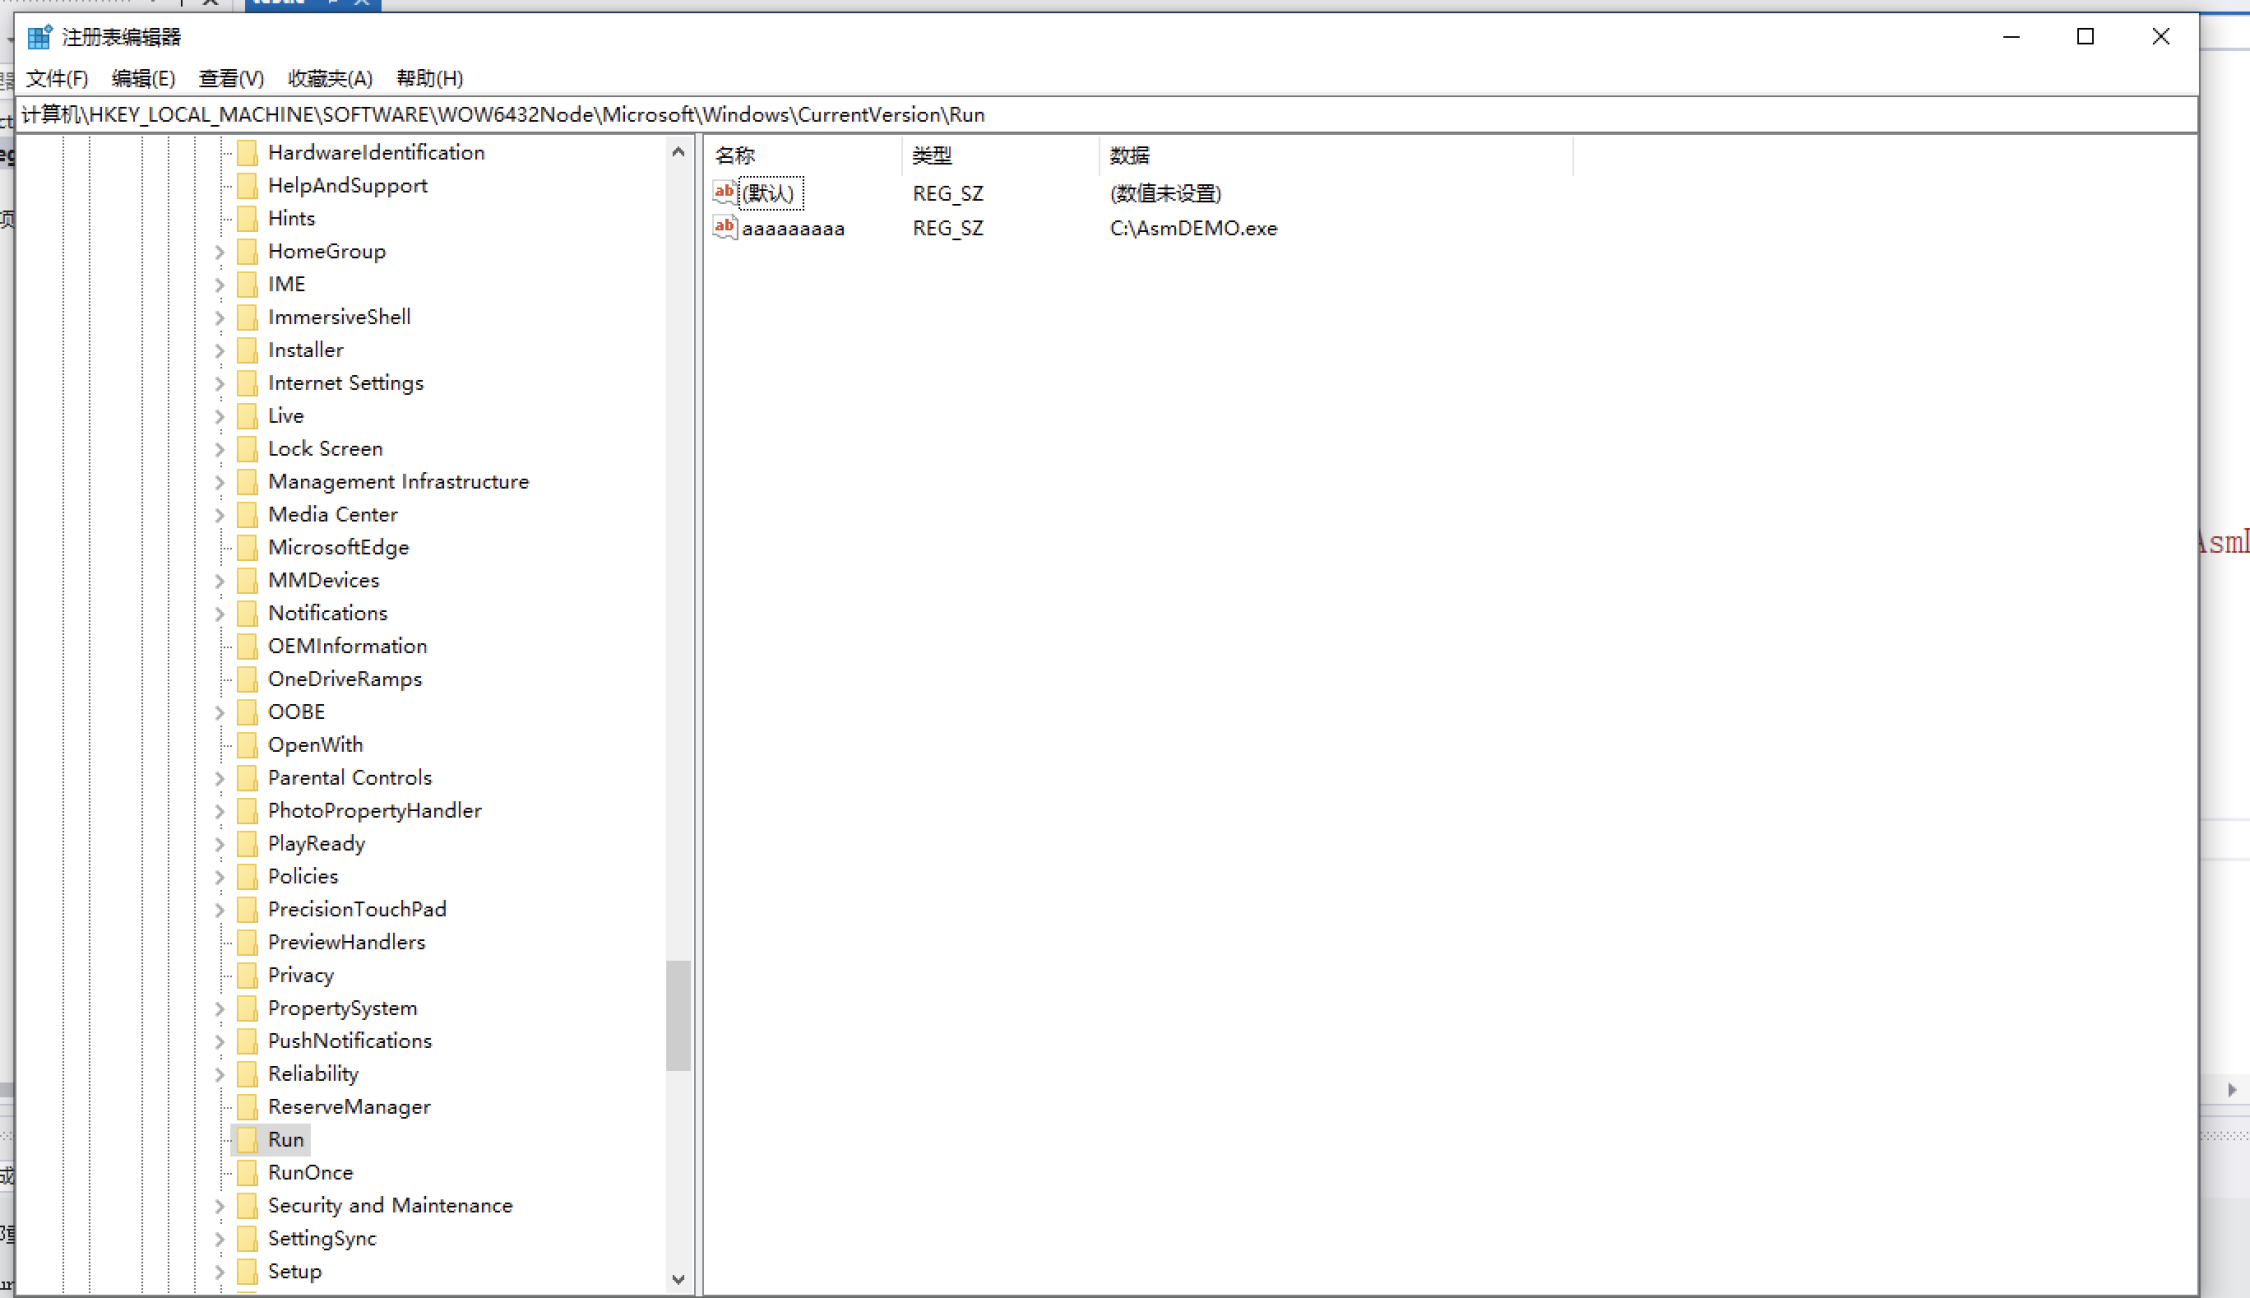 注册表编辑器
文件(F) 编辑(E) 查看(V) 收藏夹(A) 帮助(H)
计算机\HKEY_LOCAL_MACHINE\SOFTWARE\WOW6432Node\Microsoft\Windows\CurrentVersion\Run
HardwareIdentification
HelpAndSupport
Hints
HomeGroup
IME
ImmersiveShell
Installer
Internet Settings
Live
Lock Screen
Management Infrastructure
Media Center
MicrosoftEdge
MMDevices
Notifications
OEMInformation
OneDriveRamps
OOBE
OpenWith
Parental Controls
PhotoPropertyHandler
PlayReady
Policies
PrecisionTouchPad
PreviewHandlers
Privacy
PropertySystem
PushNotifications
Reliability
ReserveManager
Run
RunOnce
Security and Maintenance
SettingSync
Setup
名称 类型 数据
(默认) REG_SZ (数值未设置)
aaaaaaaaa REG_SZ C:\AsmDEMO.exe